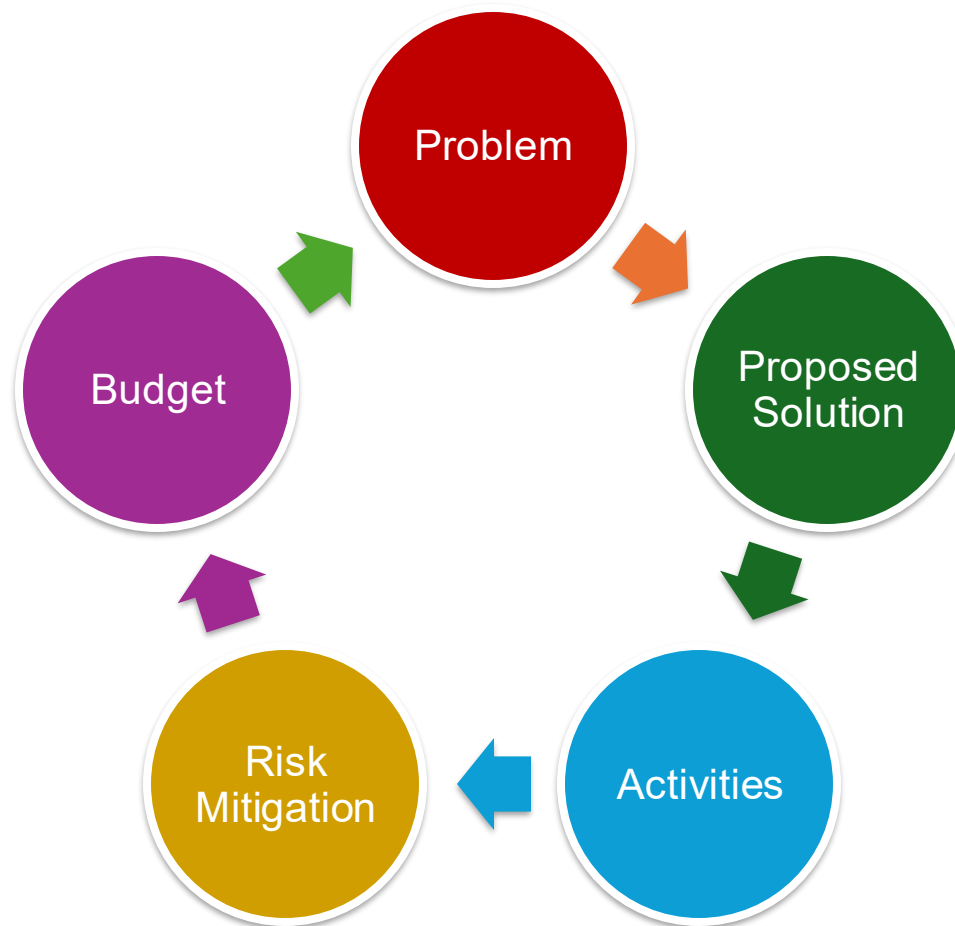 Problem
Proposed
Solution
Activities
Risk
Mitigation
Budget